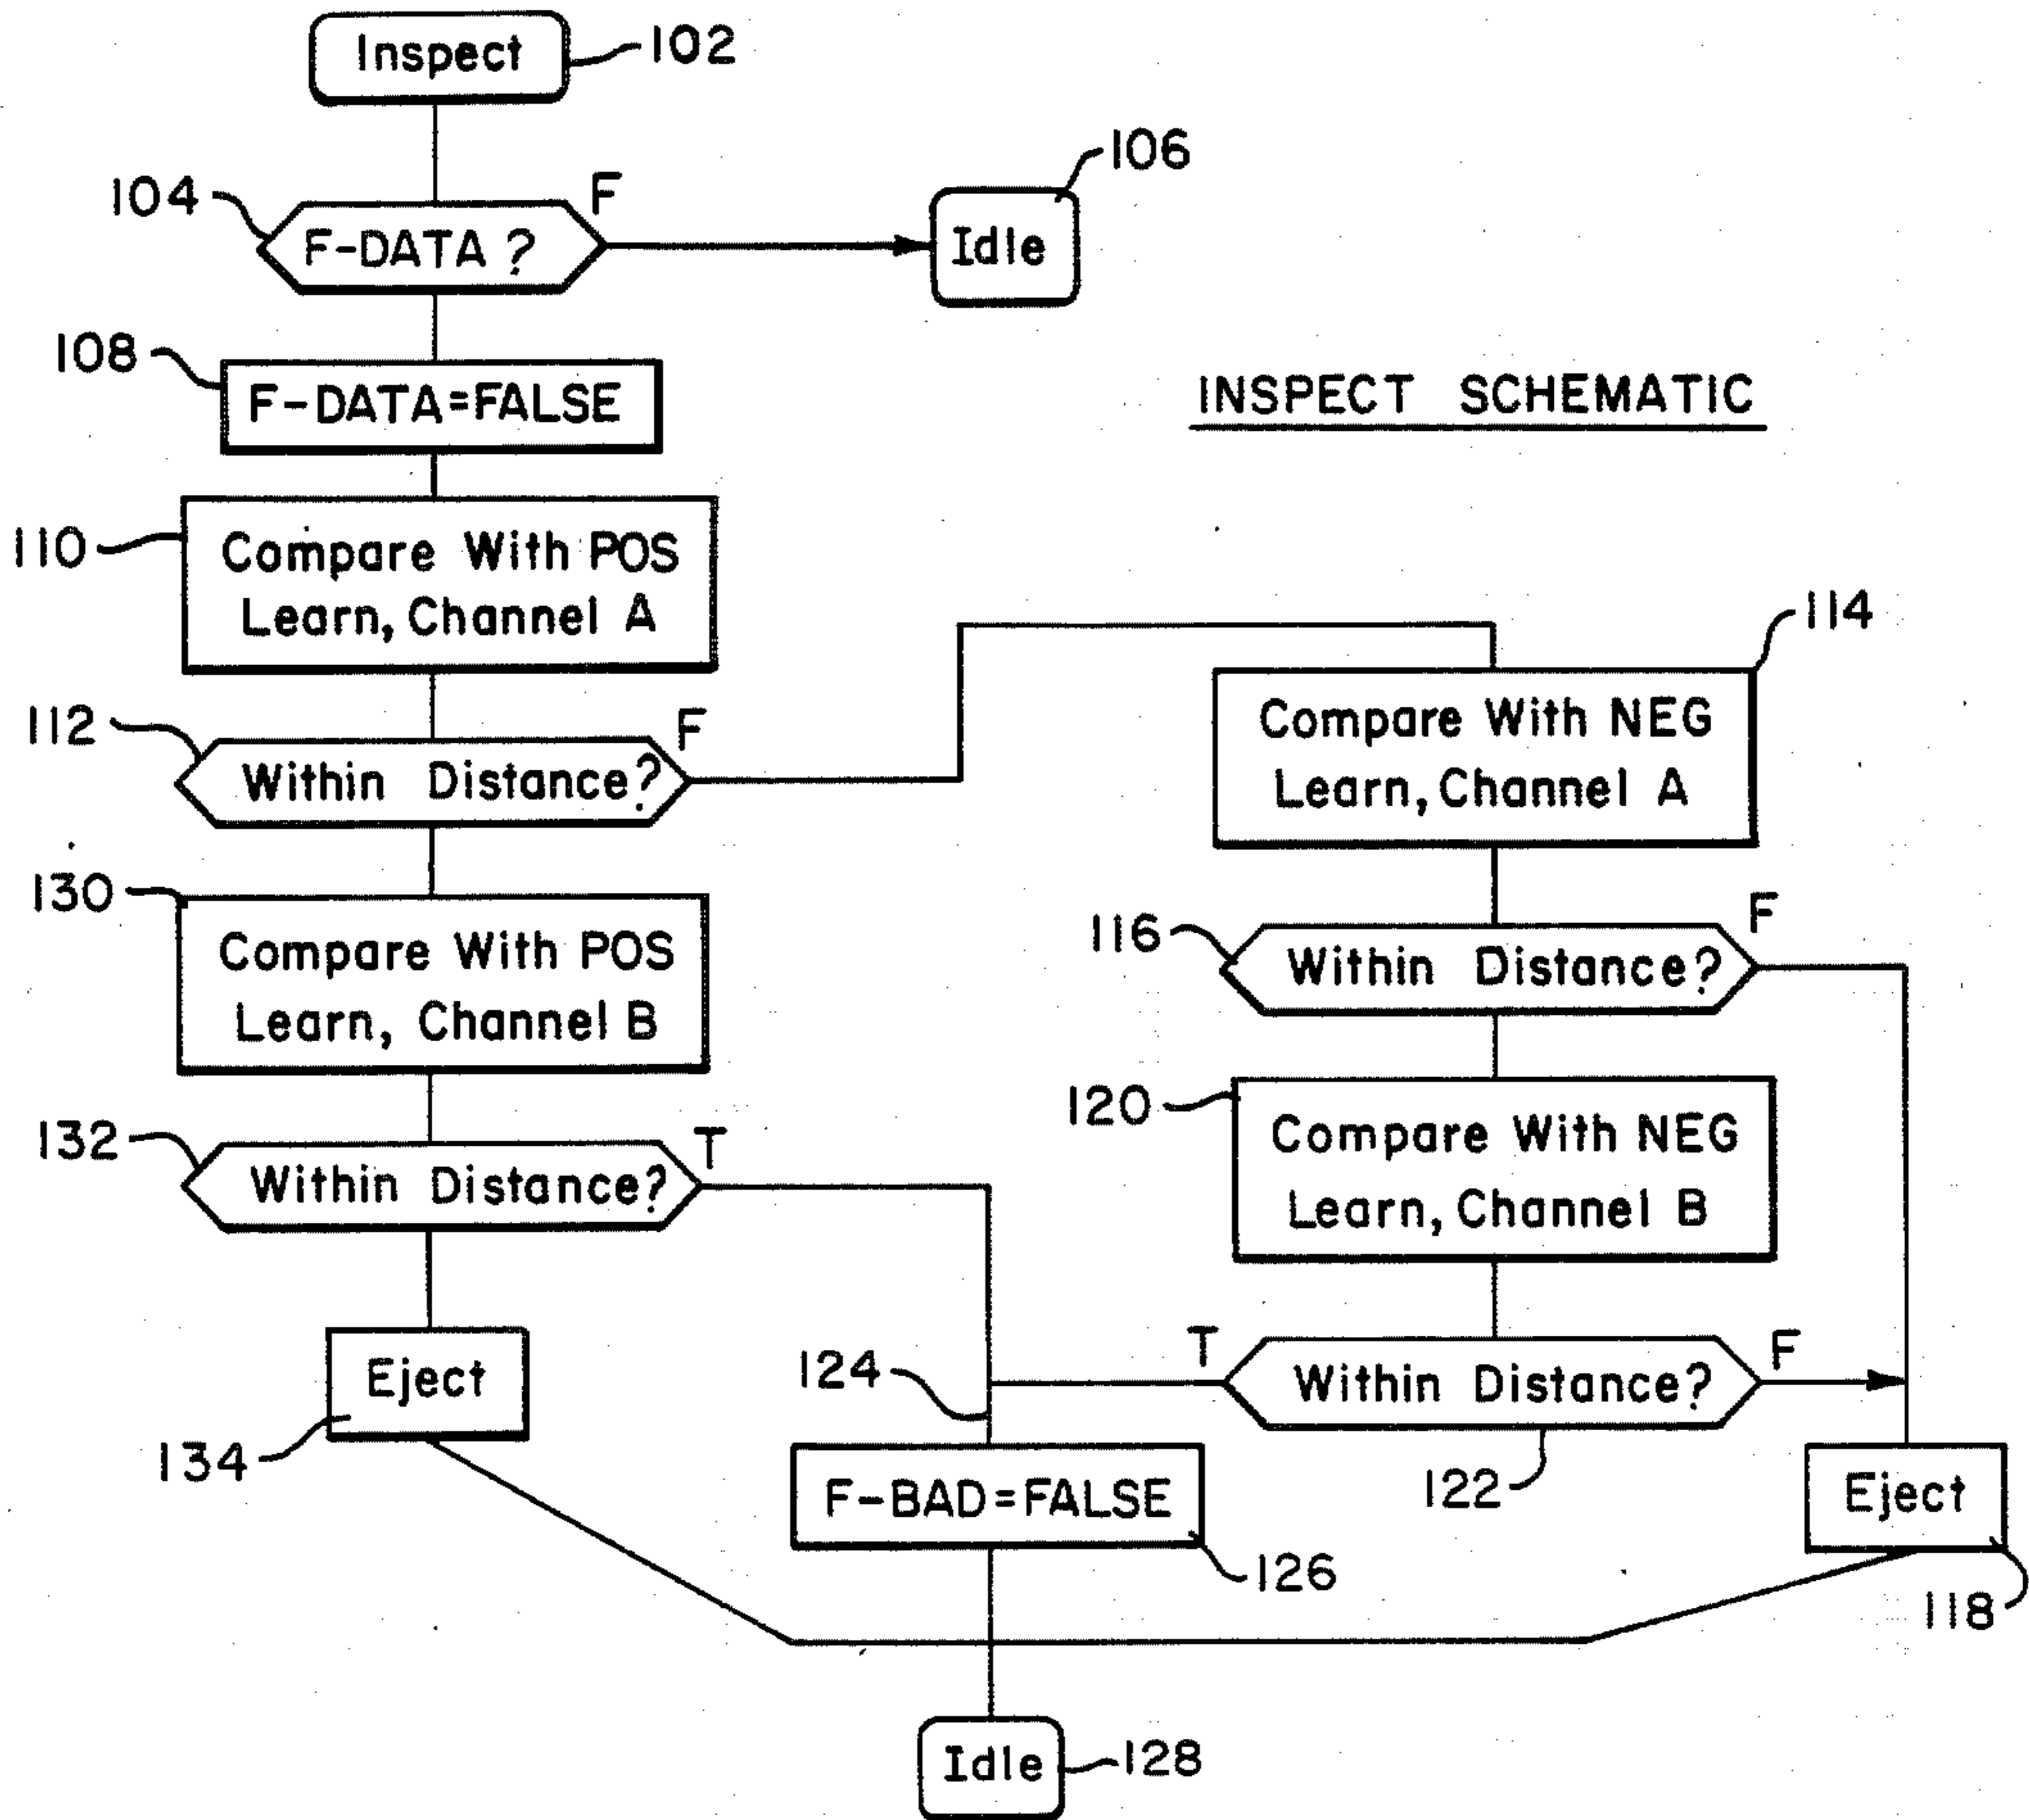 Inspect
102
106
104
F
F-DATA ?
Idle
108
F-DATA=FALSE
INSPECT SCHEMATIC
110
Compare With POS
Learn, Channel A
114
112
F
Within Distance?
Compare With NEG
Learn, Channel A
130
Compare With POS
Learn, Channel B
116
F
Within Distance?
120
Compare With NEG
Learn, Channel B
132
T
Within Distance?
124
T
F
Within Distance?
122
Eject
134
F-BAD=FALSE
126
Eject
118
Idle
128